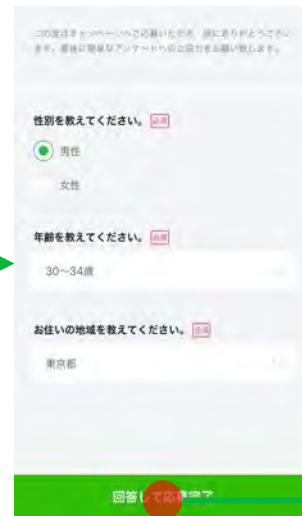 この度はキャンペーンへご応募いただき、誠にありがとうござい
ます。最後に簡単なアンケートへのご協力をお願い致します。
性別を教えてください。 必須
男性
女性
年齢を教えてください。 必須
30〜34歳
お住いの地域を教えてください。 必須
東京都
回答して応募完了